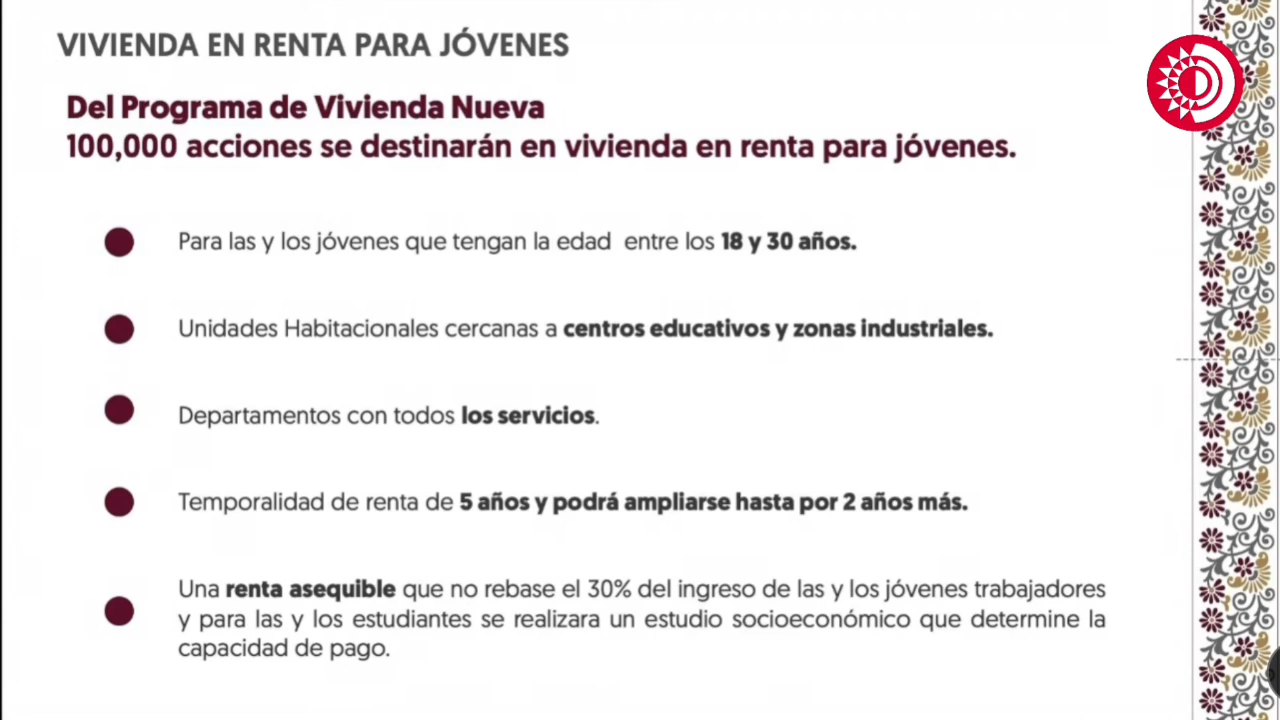 VIVIENDA EN RENTA PARA JÓVENES
Del Programa de Vivienda Nueva
100,000 acciones se destinarán en vivienda en renta para jóvenes.
Para las y los jóvenes que tengan la edad entre los 18 y 30 años.
Unidades Habitacionales cercanas a centros educativos y zonas industriales.
Departamentos con todos los servicios.
Temporalidad de renta de 5 años y podrá ampliarse hasta por 2 años más.
Una renta asequible que no rebase el 30% del ingreso de las y los jóvenes trabajadores
y para las y los estudiantes se realizara un estudio socioeconómico que determine la
capacidad de pago.